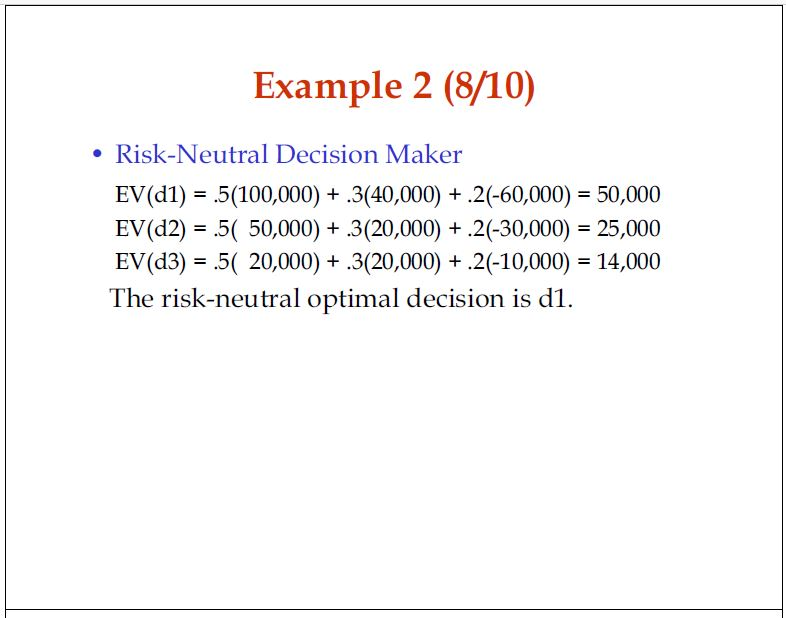 Example 2 (8/10)
• Risk-Neutral Decision Maker
EV(d1) = .5(100,000) + .3(40,000) + .2(-60,000) = 50,000
EV(d2) = .5( 50,000) + .3(20,000) + .2(-30,000) = 25,000
EV(d3) = .5( 20,000) + .3(20,000) + .2(-10,000) = 14,000
The risk-neutral optimal decision is d1.